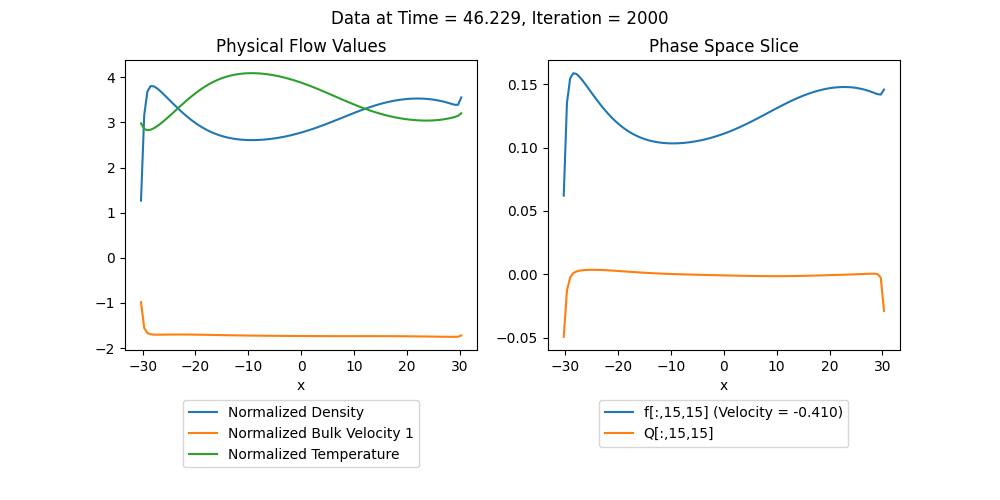 Data at Time = 46.229, Iteration = 2000
Physical Flow Values
Phase Space Slice
4
3
2
1
0
−1
−2
−30
−20
−10
0
10
20
30
x
0.15
0.10
0.05
0.00
−0.05
−30
−20
−10
0
10
20
30
x
Normalized Density
Normalized Bulk Velocity 1
Normalized Temperature
f[:,15,15] (Velocity = -0.410)
Q[:,15,15]